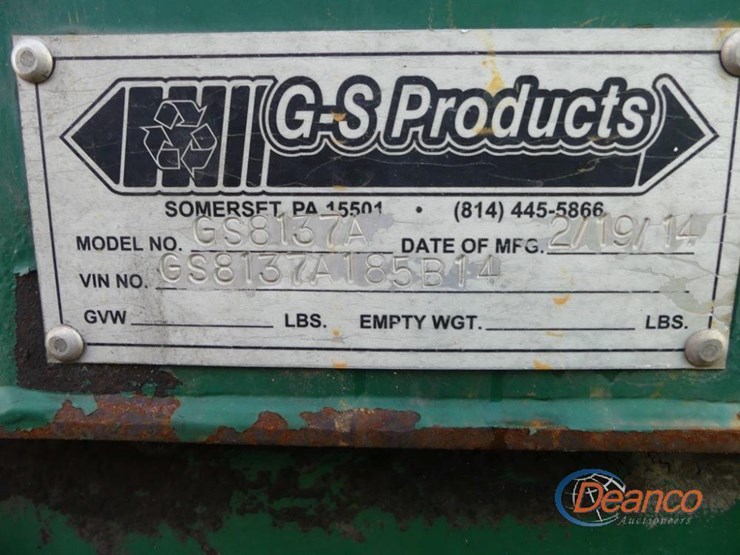 G-S Products
SOMERSET, PA 15501 • (814) 445-5866
MODEL NO. GS8137A DATE OF MFG. 2/19/14
VIN NO. GS8137A185B14
GVW LBS. EMPTY WGT. LBS.
Deanco
Auctioneers